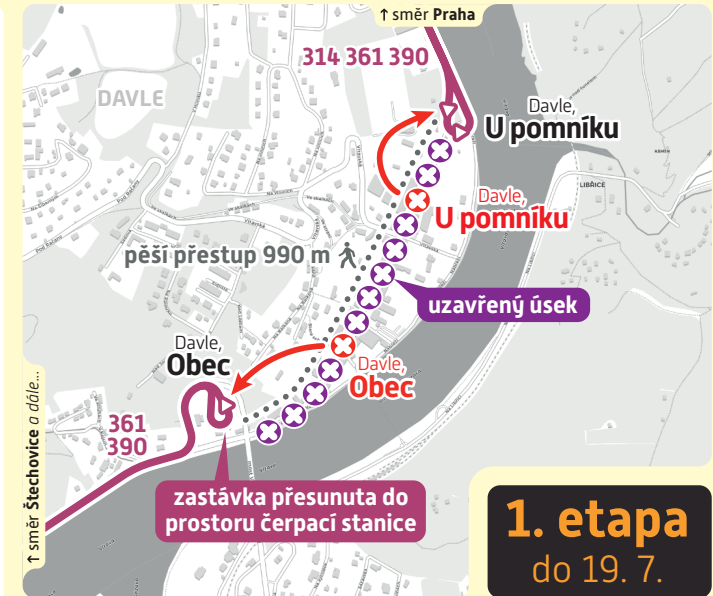 ↑ směr Praha
314 361 390
DAVLE
Davle,
U pomníku
LIBŘICE
Davle,
U pomníku
pěší přestup 990 m
uzavřený úsek
Davle,
Obec
Davle,
Obec
361
390
↑ směr Štěchovice a dále...
zastávka přesunuta do
prostoru čerpací stanice
1. etapa
do 19. 7.